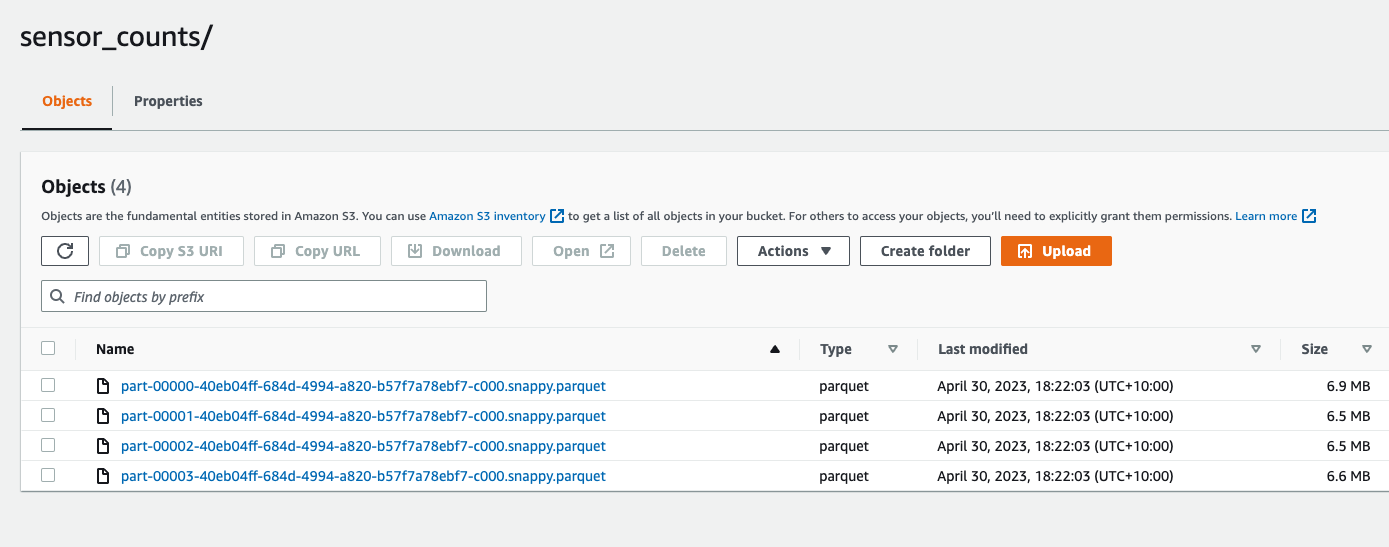 sensor_counts/
Objects Properties
Objects (4)
Objects are the fundamental entities stored in Amazon S3. You can use Amazon S3 inventory to get a list of all objects in your bucket. For others to access your objects, you'll need to explicitly grant them permissions. Learn more
Copy S3 URI Copy URL Download Open Delete Actions Create folder Upload
Find objects by prefix
Name Type Last modified Size
part-00000-40eb04ff-684d-4994-a820-b57f7a78ebf7-c000.snappy.parquet parquet April 30, 2023, 18:22:03 (UTC+10:00) 6.9 MB
part-00001-40eb04ff-684d-4994-a820-b57f7a78ebf7-c000.snappy.parquet parquet April 30, 2023, 18:22:03 (UTC+10:00) 6.5 MB
part-00002-40eb04ff-684d-4994-a820-b57f7a78ebf7-c000.snappy.parquet parquet April 30, 2023, 18:22:03 (UTC+10:00) 6.5 MB
part-00003-40eb04ff-684d-4994-a820-b57f7a78ebf7-c000.snappy.parquet parquet April 30, 2023, 18:22:03 (UTC+10:00) 6.6 MB